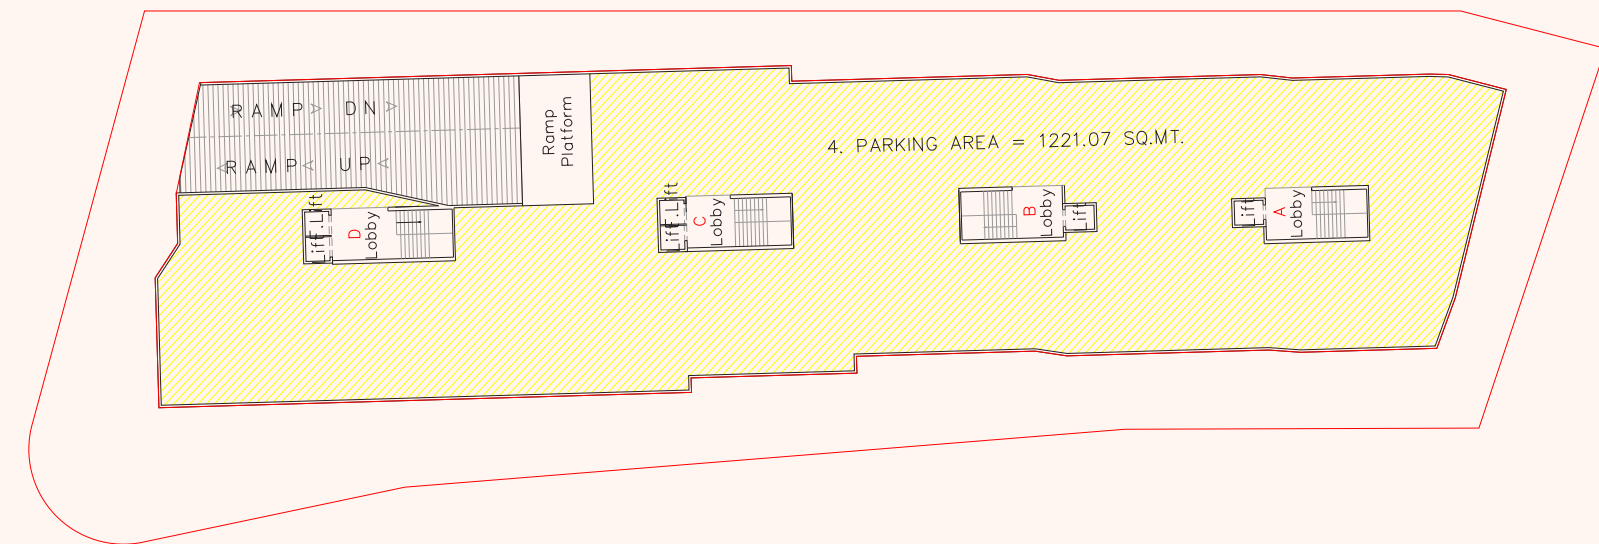 RAMP DN
RAMP UP
Ramp
Platform
4. PARKING AREA = 1221.07 SQ.MT.
F.Lift
Lift
D
Lobby
F.Lift
Lift
C
Lobby
B
Lobby
Lift
Lift
A
Lobby